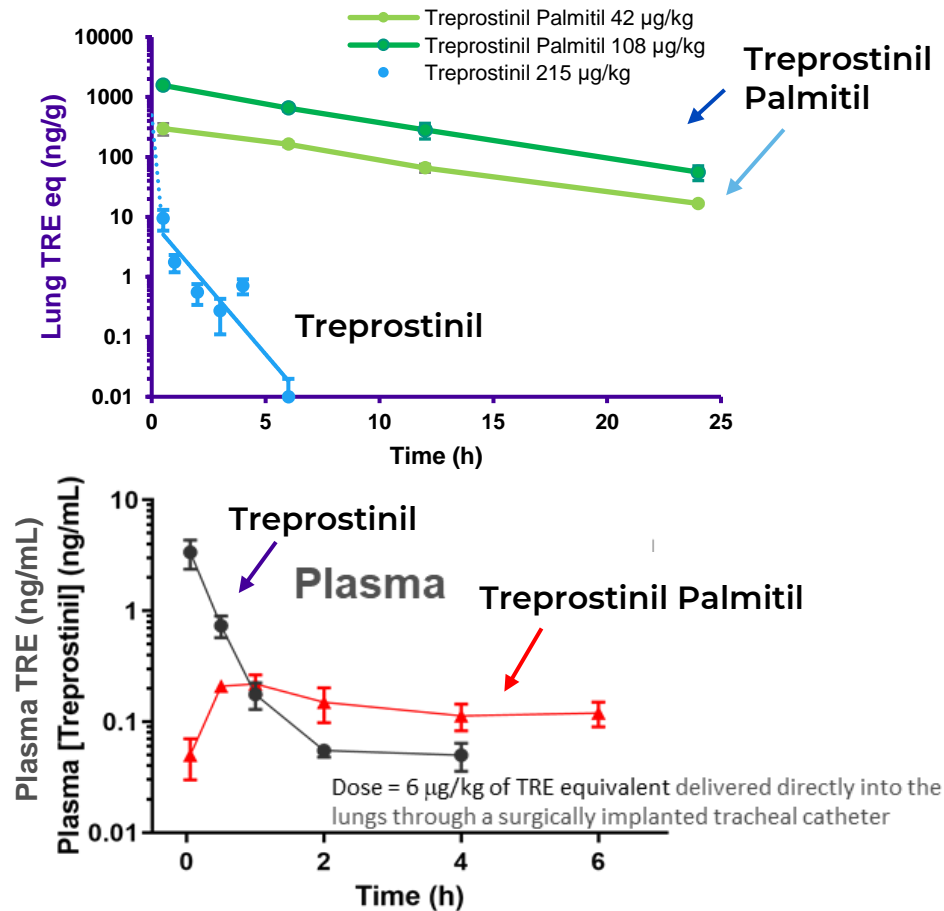 Treprostinil Palmitil 42 µg/kg
Treprostinil Palmitil 108 µg/kg
Treprostinil 215 µg/kg
Treprostinil
Palmitil
Lung TRE eq (ng/g)
10000
1000
100
10
1
0.1
0.01
Treprostinil
0
5
10
15
20
25
Time (h)
Plasma TRE (ng/mL)
Plasma [Treprostinil] (ng/mL)
10
1
0.1
0.01
Treprostinil
Plasma
Treprostinil Palmitil
Dose = 6 µg/kg of TRE equivalent delivered directly into the
lungs through a surgically implanted tracheal catheter
0
2
4
6
Time (h)